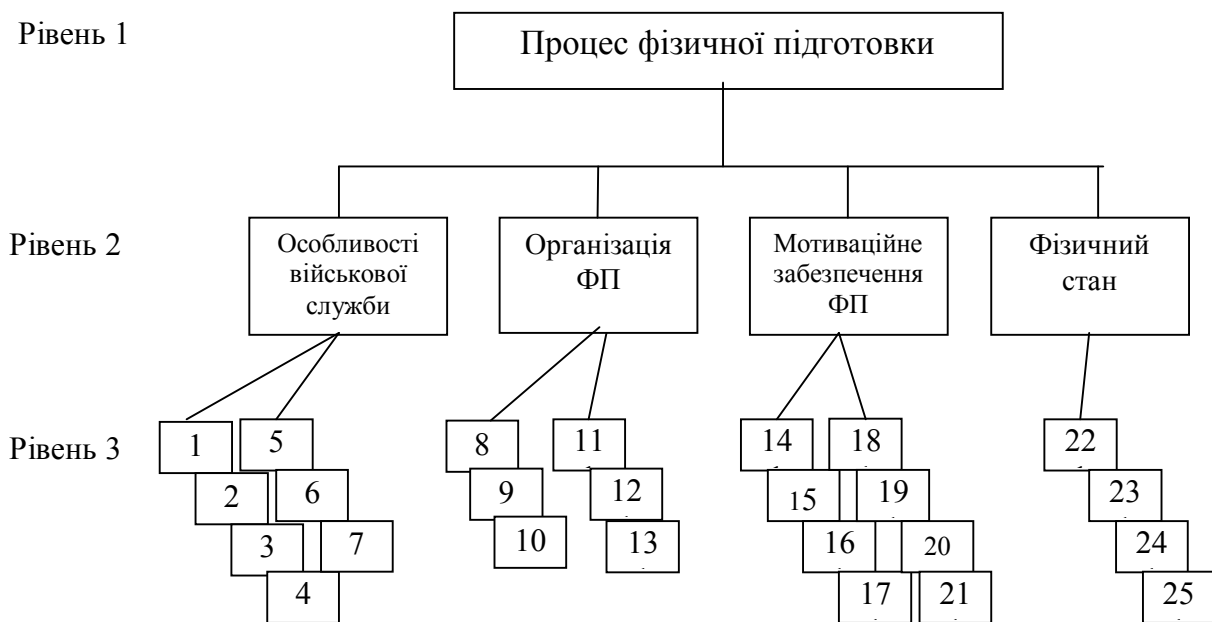 Рівень 1
Процес фізичної підготовки
Рівень 2
Особливості
військової
служби
Організація
ФП
Мотиваційне
забезпечення
ФП
Фізичний
стан
Рівень 3
1 5 8 11 14 18 22
2 6 9 12 15 19 23
3 7 10 13 16 20 24
4 17 21 25